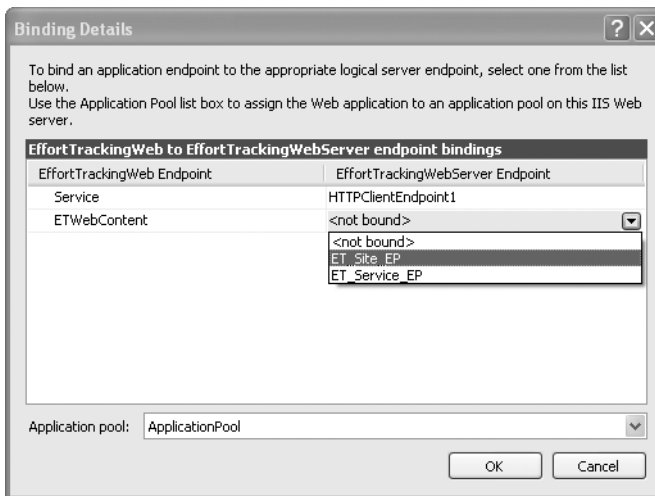 Binding Details
To bind an application endpoint to the appropriate logical server endpoint, select one from the list
below.
Use the Application Pool list box to assign the Web application to an application pool on this IIS Web
server.
EffortTrackingWeb to EffortTrackingWebServer endpoint bindings
EffortTrackingWeb Endpoint EffortTrackingWebServer Endpoint
Service HTTPClientEndpoint1
ETWebContent <not bound>
<not bound>
ET_Site_EP
ET_Service_EP
Application pool: ApplicationPool
OK Cancel